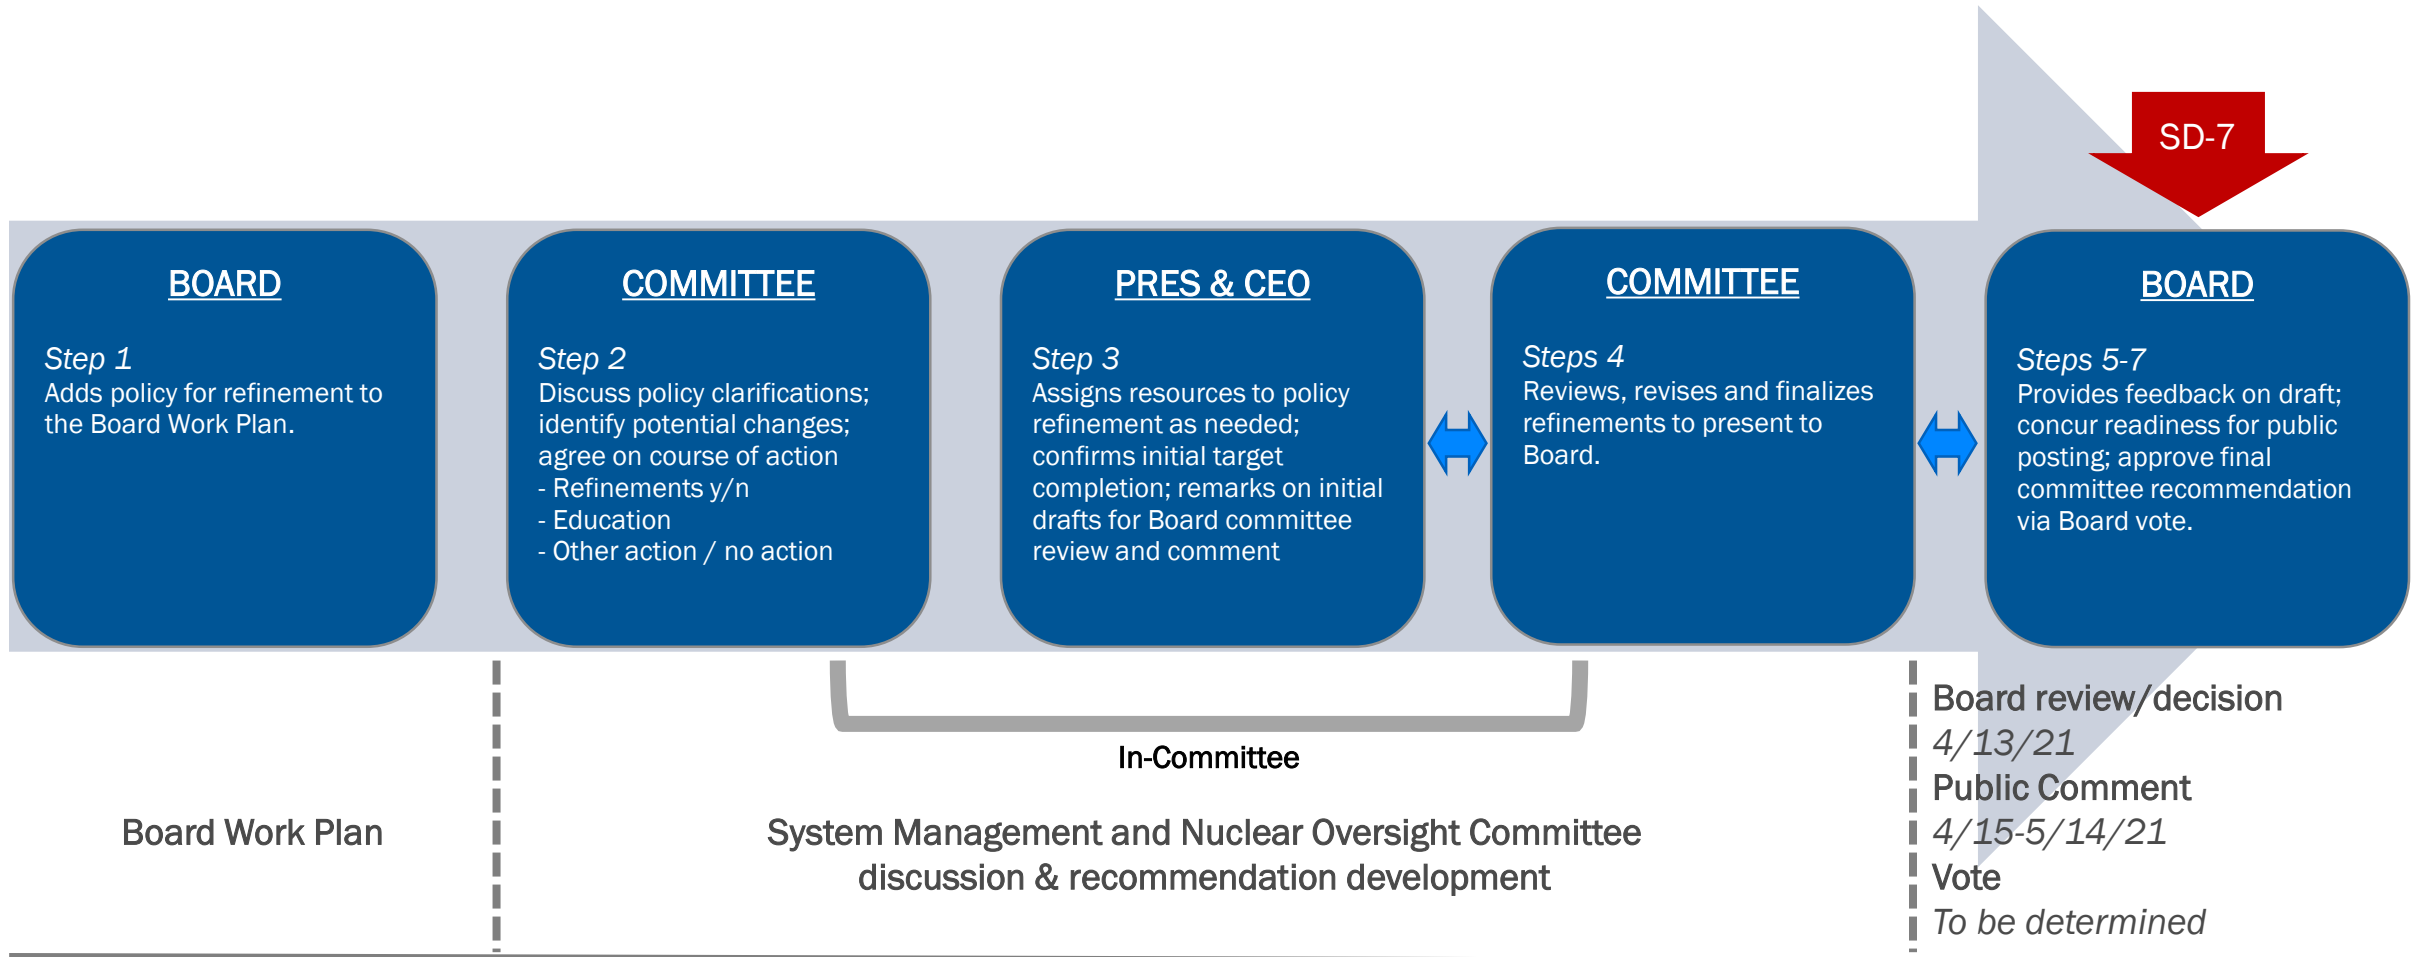 SD-7
BOARD
Step 1
Adds policy for refinement to
the Board Work Plan.
COMMITTEE
Step 2
Discuss policy clarifications;
identify potential changes;
agree on course of action
- Refinements y/n
- Education
- Other action / no action
PRES & CEO
Step 3
Assigns resources to policy
refinement as needed;
confirms initial target
completion; remarks on initial
drafts for Board committee
review and comment
COMMITTEE
Steps 4
Reviews, revises and finalizes
refinements to present to
Board.
BOARD
Steps 5-7
Provides feedback on draft;
concur readiness for public
posting; approve final
committee recommendation
via Board vote.
In-Committee
Board Work Plan
System Management and Nuclear Oversight Committee
discussion & recommendation development
Board review/decision
4/13/21
Public Comment
4/15-5/14/21
Vote
To be determined